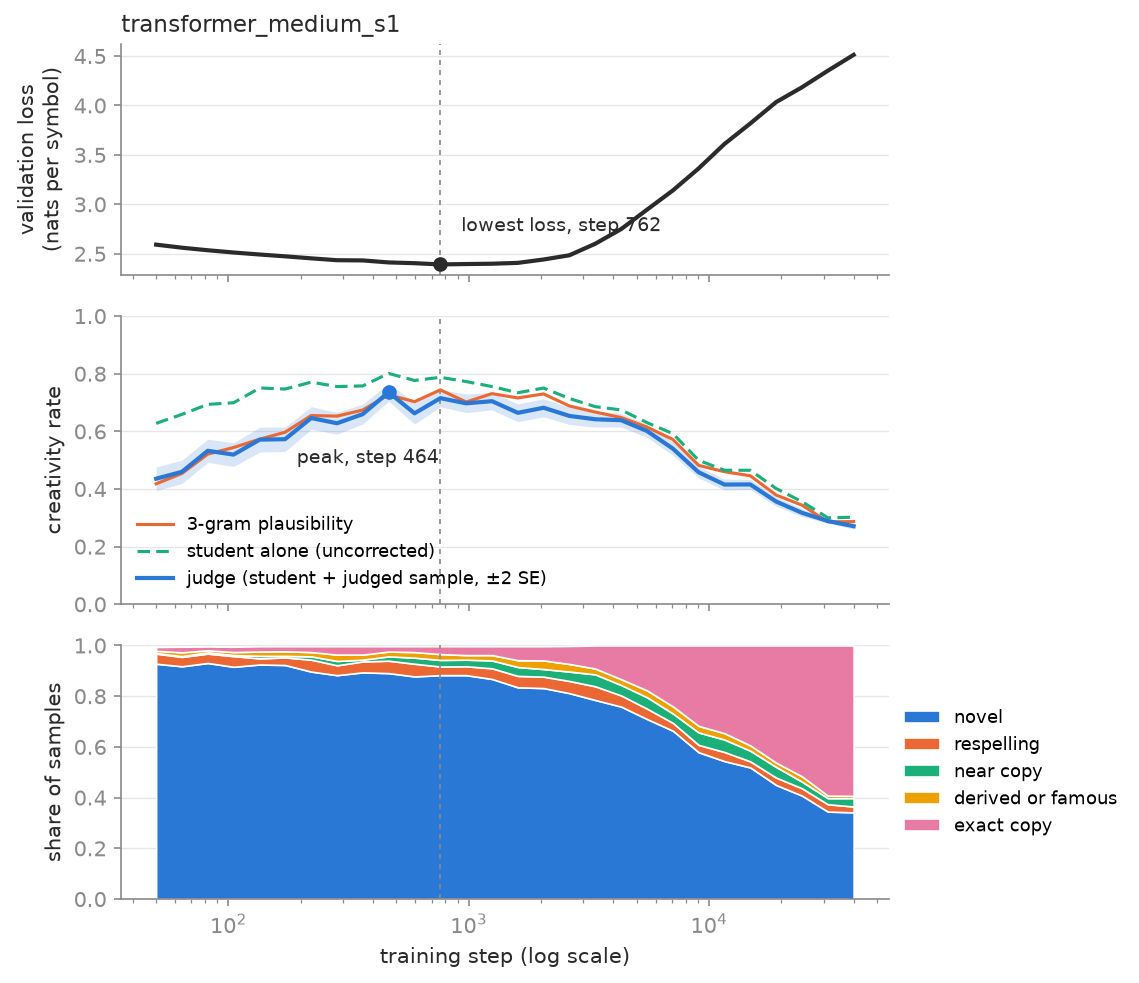 transformer_medium_s1
validation loss
(nats per symbol)
4.5
4.0
3.5
3.0
2.5
lowest loss, step 762
creativity rate
1.0
0.8
0.6
0.4
0.2
0.0
peak, step 464
3-gram plausibility
student alone (uncorrected)
judge (student + judged sample, ±2 SE)
share of samples
1.0
0.8
0.6
0.4
0.2
0.0
novel
respelling
near copy
derived or famous
exact copy
10² 10³ 10⁴
training step (log scale)